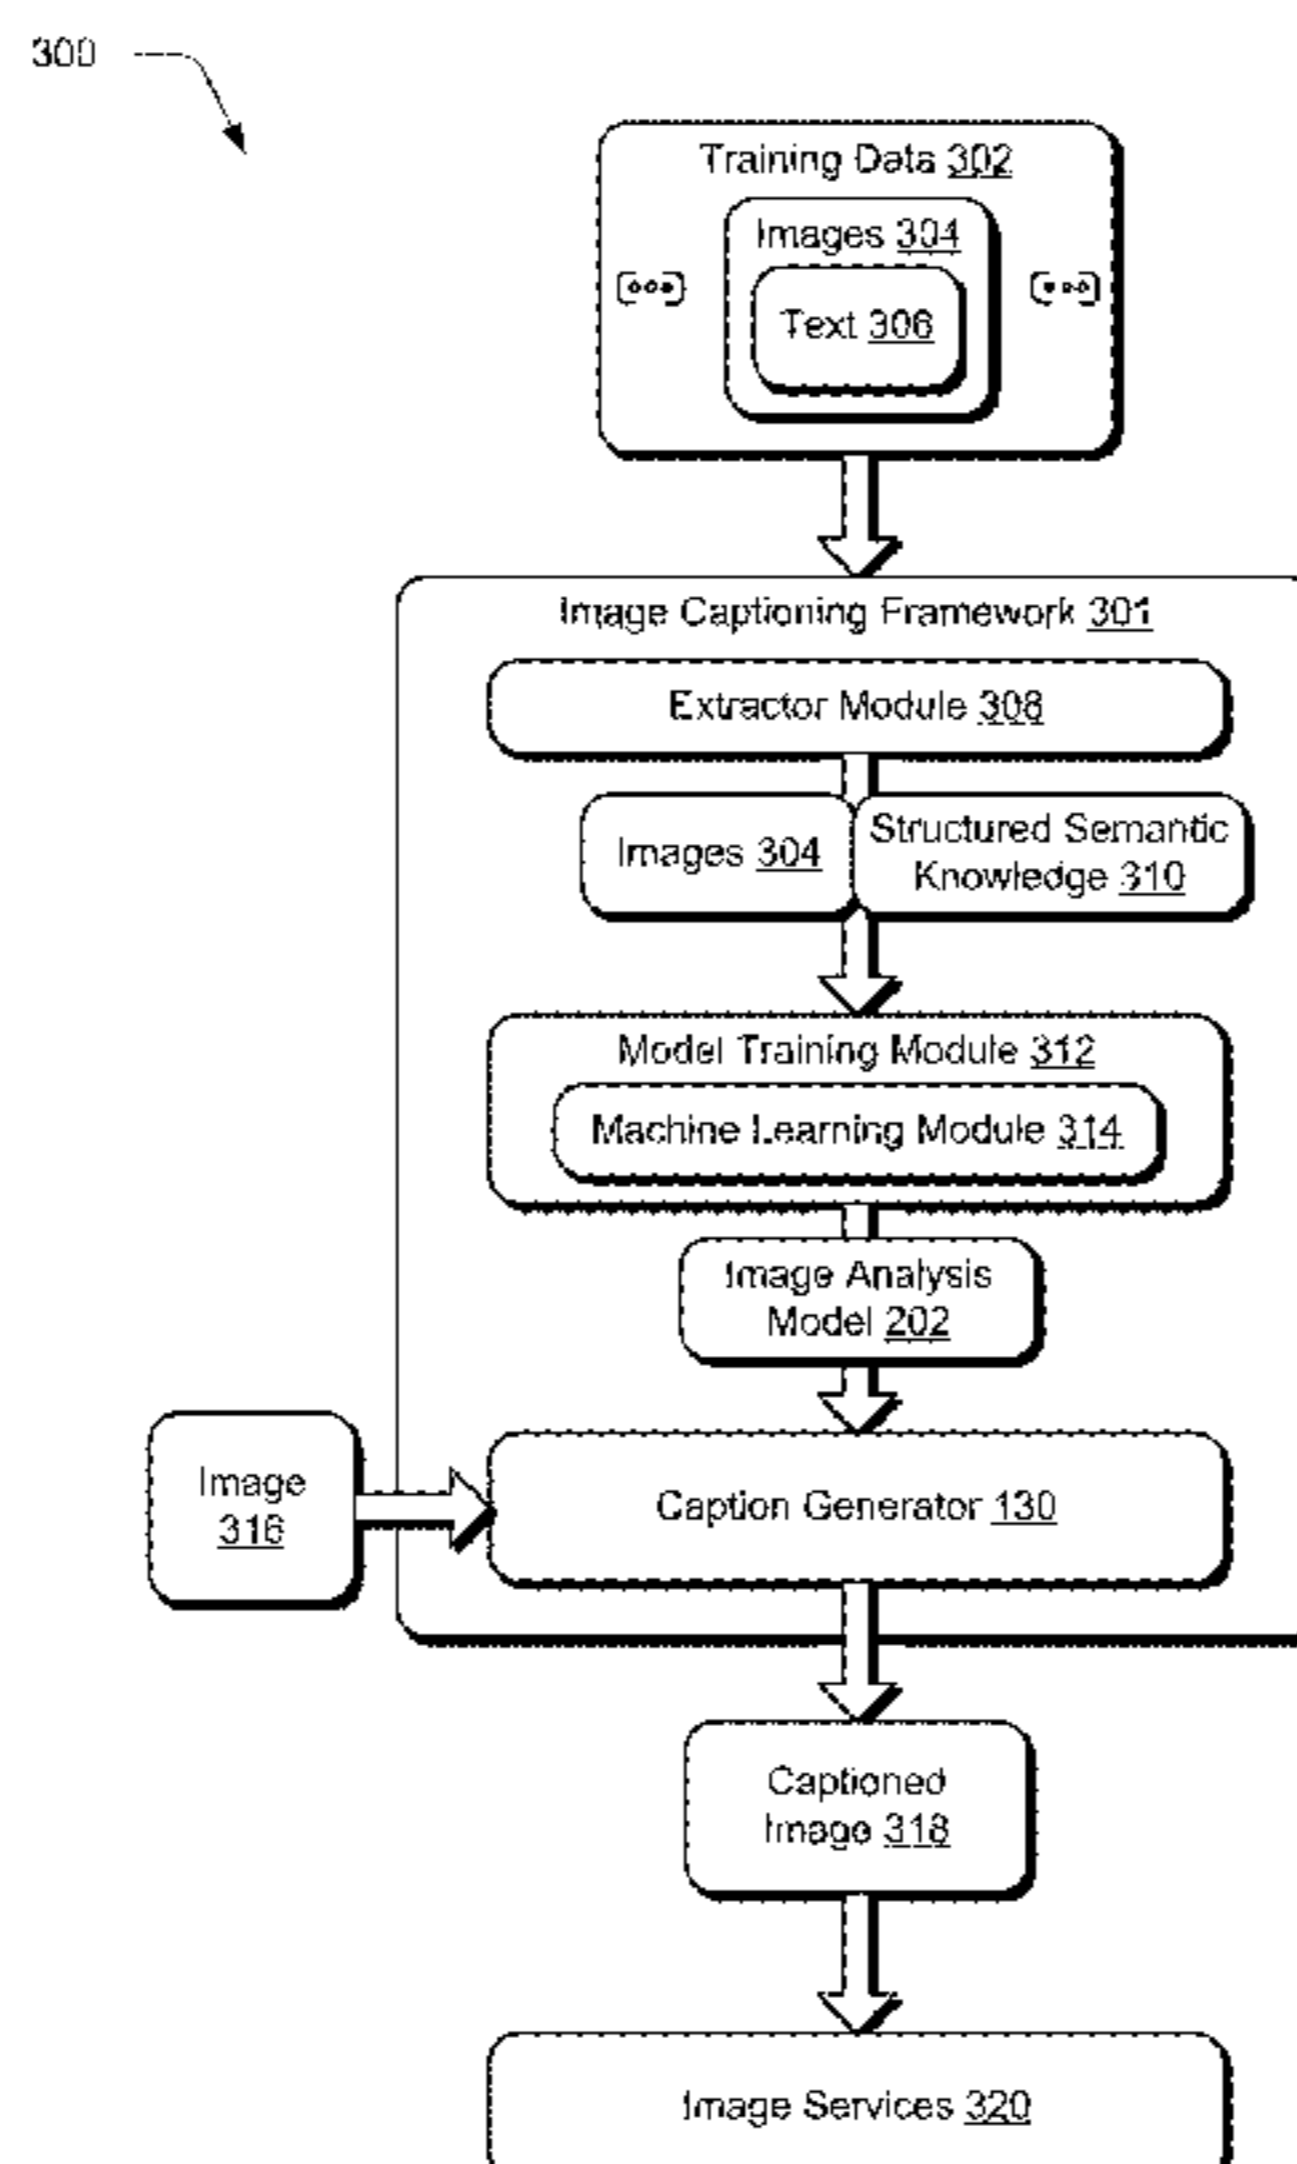 300
Training Data 302
Images 304
Text 306
Image Captioning Framework 301
Extractor Module 308
Images 304
Structured Semantic
Knowledge 310
Model Training Module 312
Machine Learning Module 314
Image Analysis
Model 202
Image
316
Caption Generator 130
Captioned
Image 318
Image Services 320